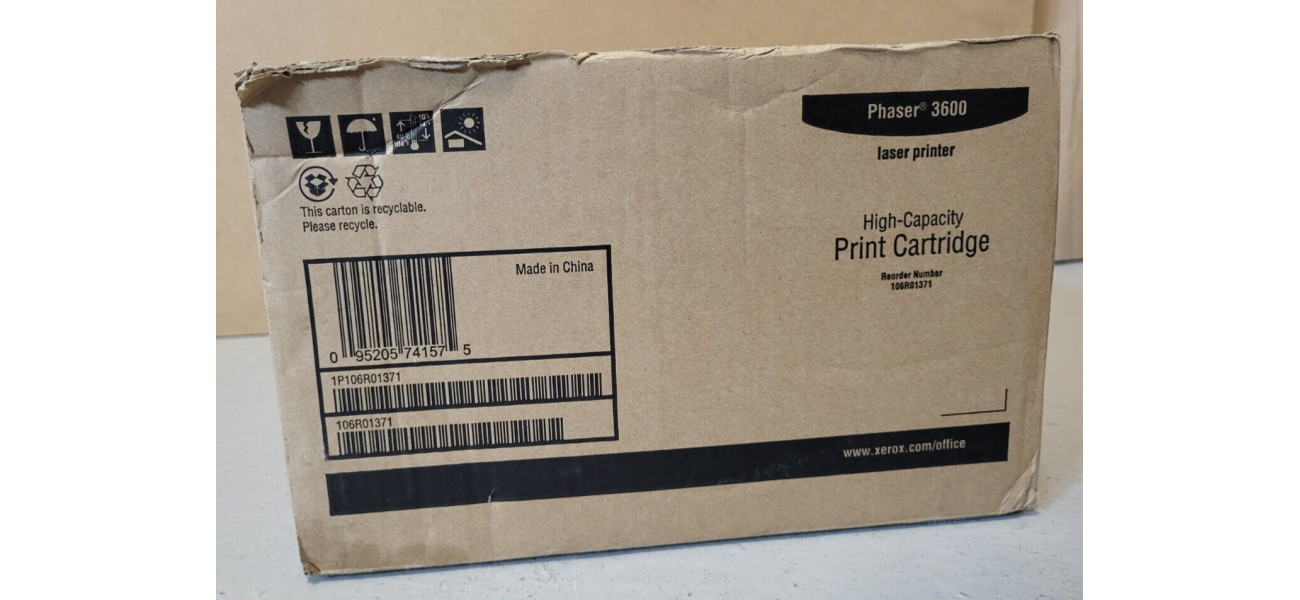 Phaser® 3600
laser printer
This carton is recyclable.
Please recycle.
High-Capacity
Print Cartridge
Reorder Number
106R01371
Made in China
0 95205 74157 5
1P106R01371
106R01371
www.xerox.com/office